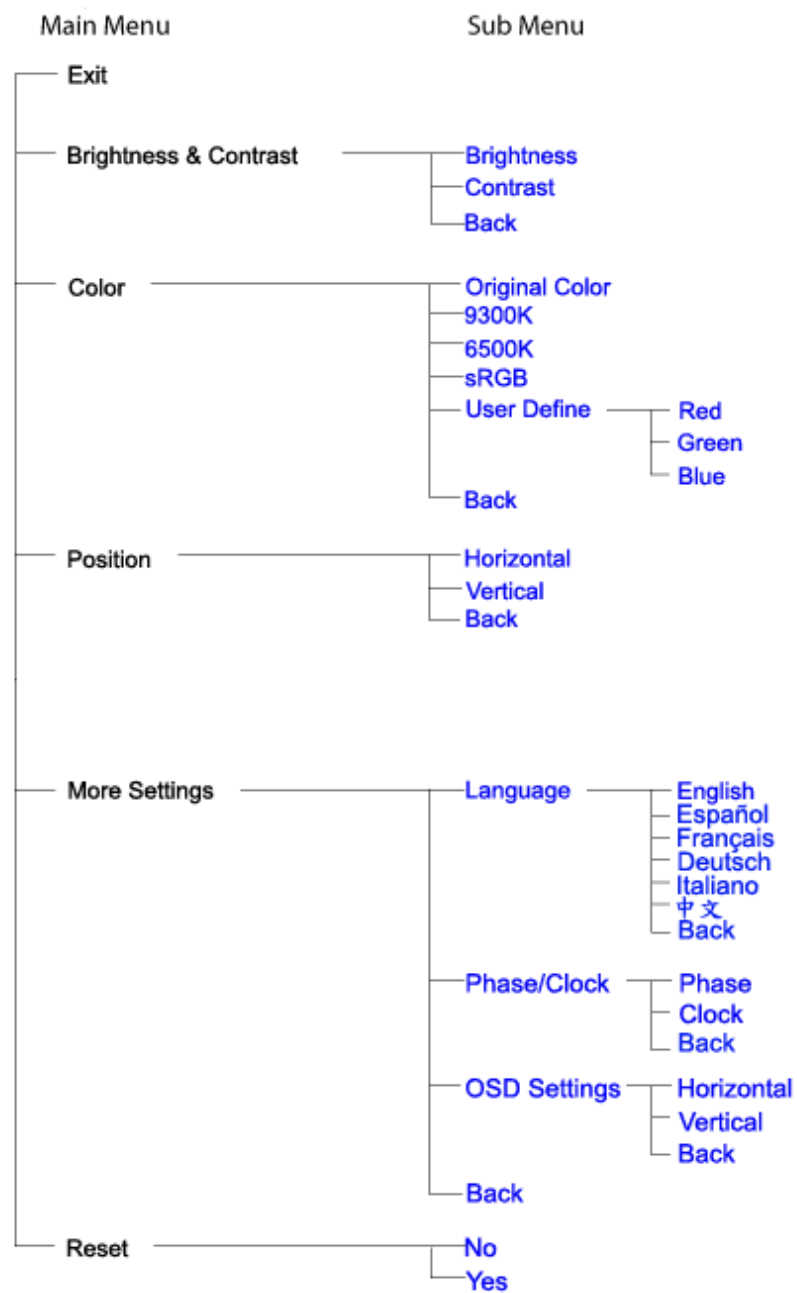 Main Menu Sub Menu
Exit
Brightness & Contrast Brightness
Contrast
Back
Color Original Color
9300K
6500K
sRGB
User Define Red
Green
Blue
Back
Position Horizontal
Vertical
Back
More Settings Language English
Español
Français
Deutsch
Italiano
中文
Back
Phase/Clock Phase
Clock
Back
OSD Settings Horizontal
Vertical
Back
Back
Reset No
Yes